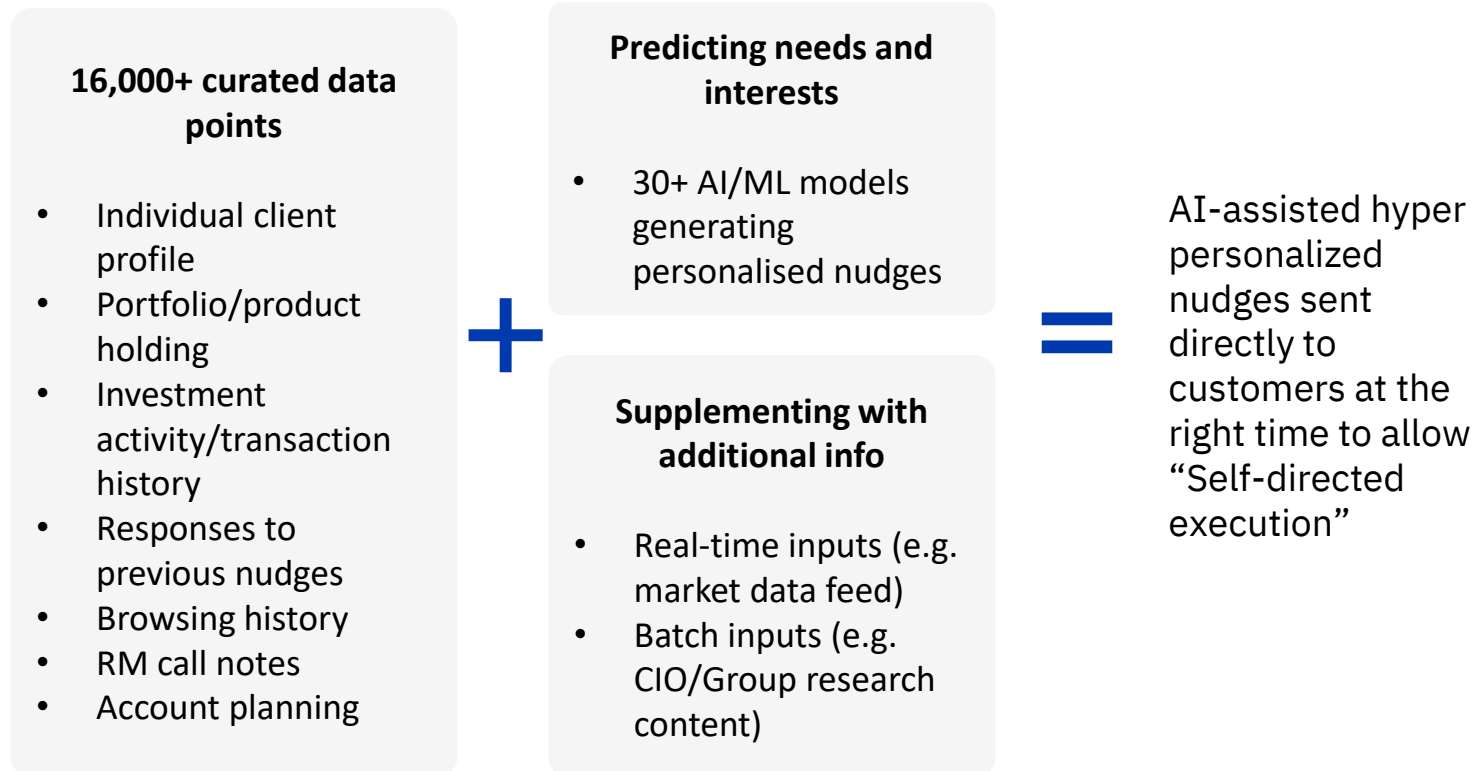 16,000+ curated data
points
• Individual client
profile
• Portfolio/product
holding
• Investment
activity/transaction
history
• Responses to
previous nudges
• Browsing history
• RM call notes
• Account planning
+
Predicting needs and
interests
• 30+ AI/ML models
generating
personalised nudges
Supplementing with
additional info
• Real-time inputs (e.g.
market data feed)
• Batch inputs (e.g.
CIO/Group research
content)
=
AI-assisted hyper
personalized
nudges sent
directly to
customers at the
right time to allow
“Self-directed
execution”